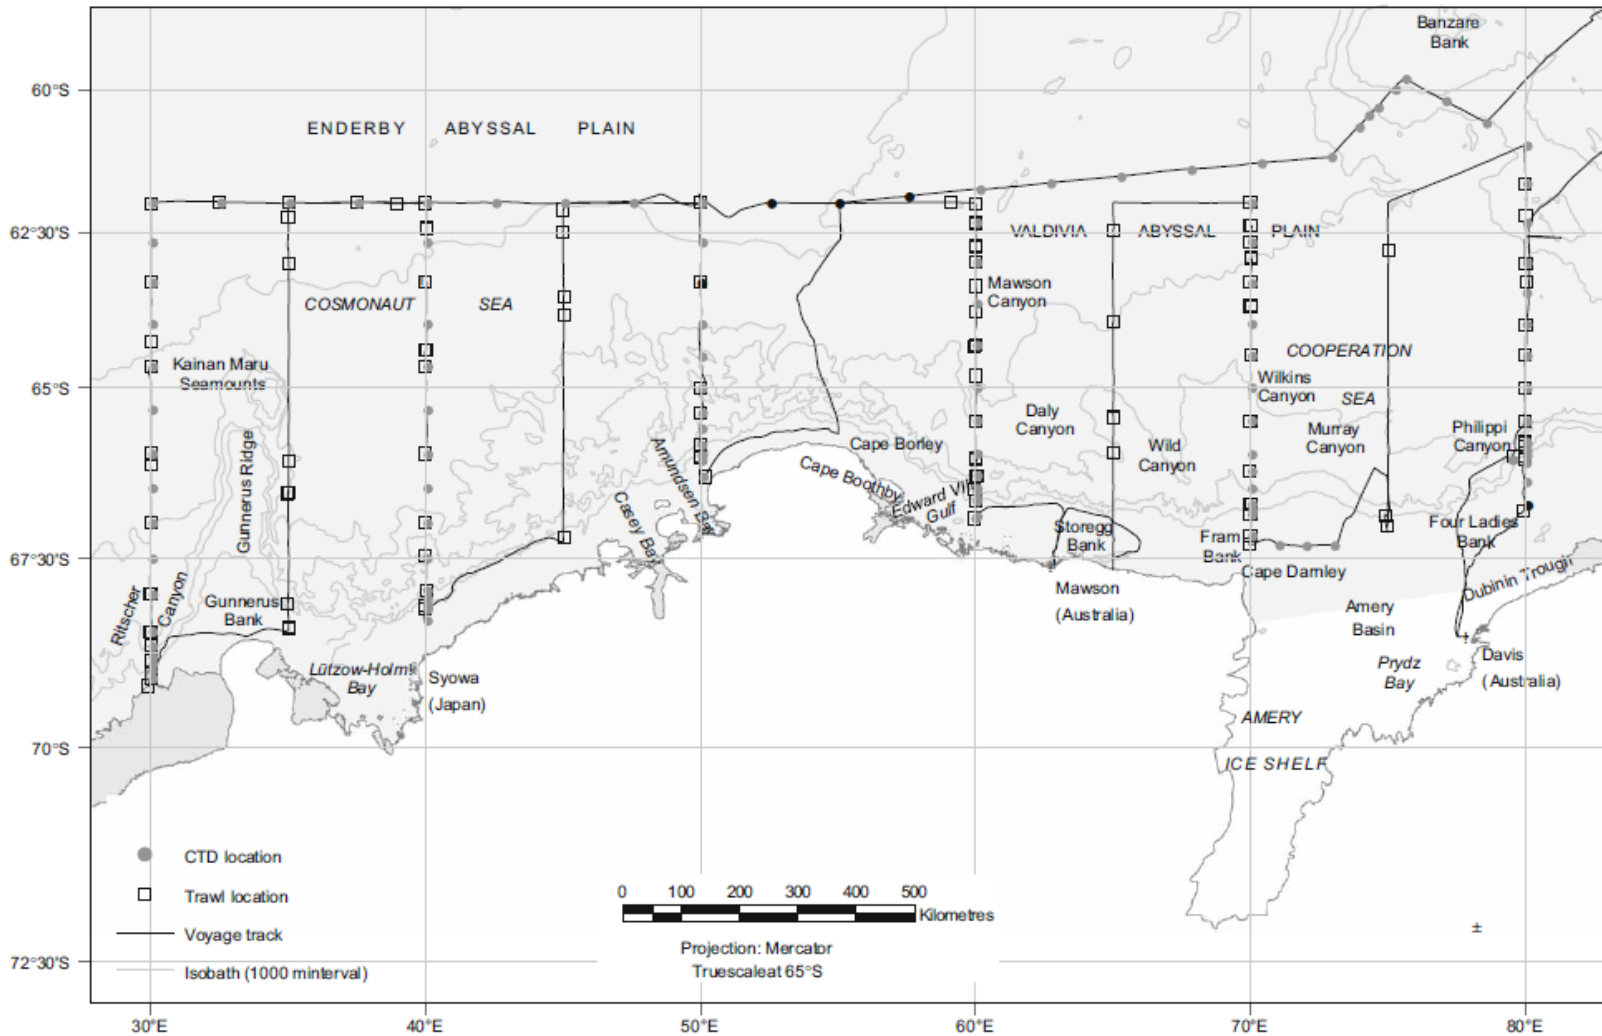 Banzare
Bank
60°S
ENDERBY ABYSSAL PLAIN
62°30'S
VALDIVIA ABYSSAL PLAIN
Mawson
Canyon
COSMONAUT SEA
COOPERATION
SEA
Kainan Maru
Seamounts
65°S
Wilkins
Canyon
Daly
Canyon
Murray
Canyon
Philippi
Canyon
Wild
Canyon
Cape Borley
Cape Boothby
Edward VIII
Gulf
Gunnerus Ridge
Amundsen Bay
Casey Bay
Storegg
Bank
Fram
Bank
Four Ladies
Bank
67°30'S
Cape Darnley
Dubinin Trough
Mawson
(Australia)
Ritscher
Canyon
Gunnerus
Bank
Amery
Basin
Lützow-Holm
Bay
Syowa
(Japan)
Prydz
Bay
Davis
(Australia)
AMERY
ICE SHELF
70°S
CTD location
Trawl location
Voyage track
Isobath (1000 minterval)
0 100 200 300 400 500
Kilometres
Projection: Mercator
Truescaleat 65°S
±
72°30'S
30°E 40°E 50°E 60°E 70°E 80°E